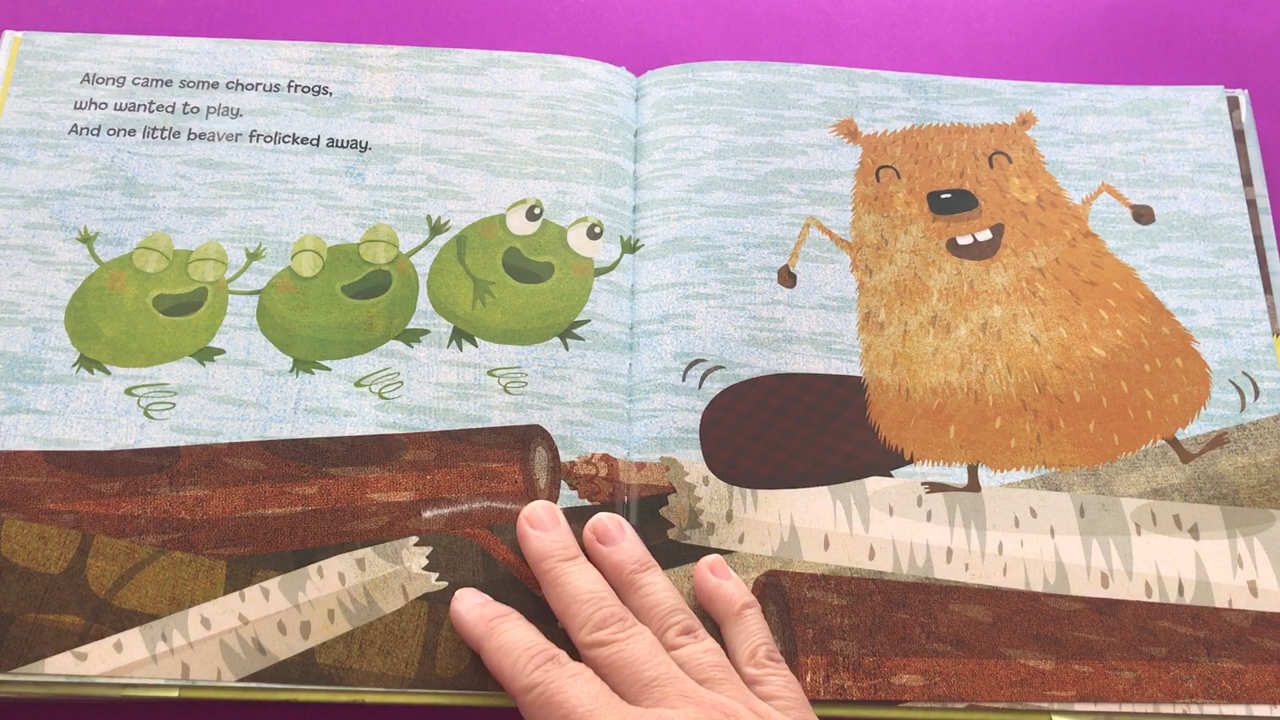 Along came some chorus frogs,
who wanted to play.
And one little beaver frolicked away.